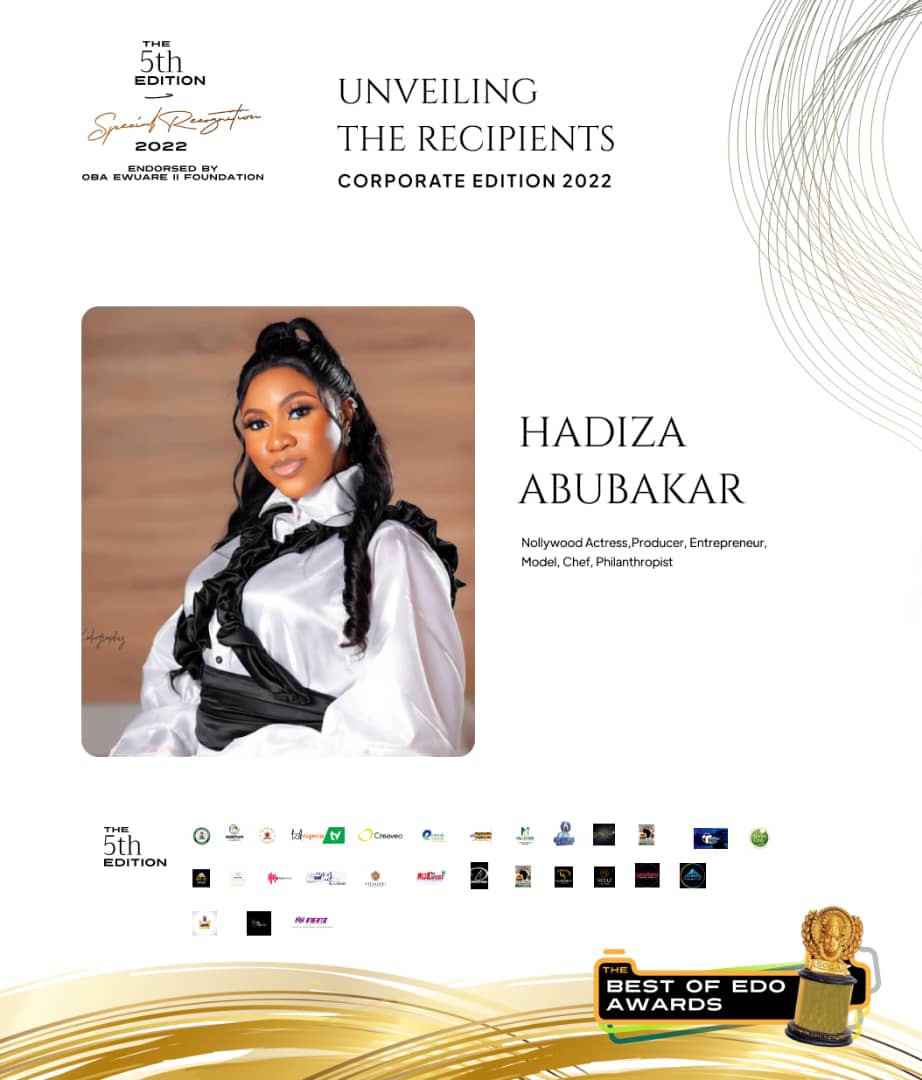 THE
5th
EDITION
Special Recognition
2022
ENDORSED BY
OBA EWUARE II FOUNDATION
UNVEILING
THE RECIPIENTS
CORPORATE EDITION 2022
HADIZA
ABUBAKAR
Nollywood Actress,Producer, Entrepreneur,
Model, Chef, Philanthropist
THE
5th
EDITION
tv
Creaveo
THE
BEST OF EDO
AWARDS